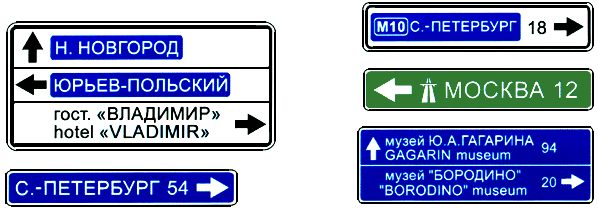 Н. НОВГОРОД
ЮРЬЕВ-ПОЛЬСКИЙ
гост. «ВЛАДИМИР»
hotel «VLADIMIR»
С.-ПЕТЕРБУРГ 54
М10 С.-ПЕТЕРБУРГ 18
МОСКВА 12
музей Ю.А.ГАГАРИНА 94
GAGARIN museum
музей "БОРОДИНО" 20
"BORODINO" museum